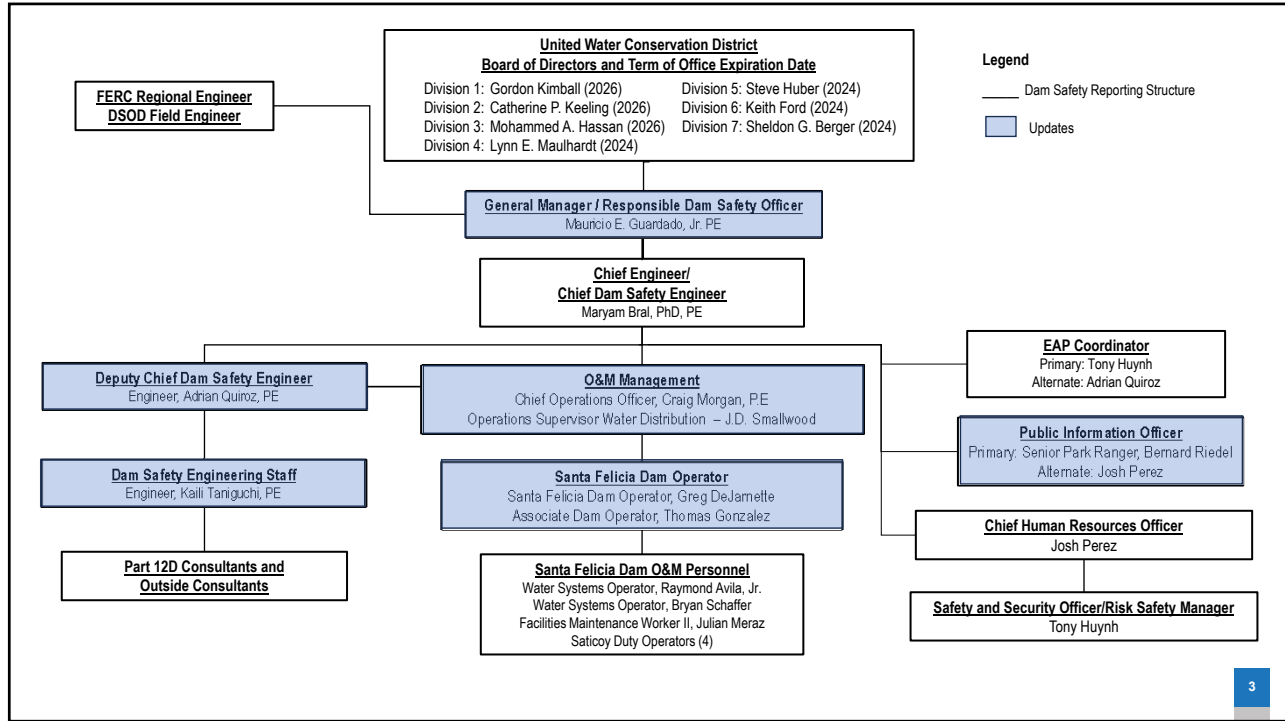 United Water Conservation District
Board of Directors and Term of Office Expiration Date
Division 1: Gordon Kimball (2026)
Division 2: Catherine P. Keeling (2026)
Division 3: Mohammed A. Hassan (2026)
Division 4: Lynn E. Maulhardt (2024)
Division 5: Steve Huber (2024)
Division 6: Keith Ford (2024)
Division 7: Sheldon G. Berger (2024)
Legend
Dam Safety Reporting Structure
Updates
FERC Regional Engineer
DSOD Field Engineer
General Manager / Responsible Dam Safety Officer
Mauricio E. Guardado, Jr. PE
Chief Engineer/
Chief Dam Safety Engineer
Maryam Bral, PhD, PE
Deputy Chief Dam Safety Engineer
Engineer, Adrian Quiroz, PE
O&M Management
Chief Operations Officer, Craig Morgan, P.E
Operations Supervisor Water Distribution – J.D. Smallwood
EAP Coordinator
Primary: Tony Huynh
Alternate: Adrian Quiroz
Public Information Officer
Primary: Senior Park Ranger, Bernard Riedel
Alternate: Josh Perez
Dam Safety Engineering Staff
Engineer, Kaili Taniguchi, PE
Santa Felicia Dam Operator
Santa Felicia Dam Operator, Greg DeJarnette
Associate Dam Operator, Thomas Gonzalez
Chief Human Resources Officer
Josh Perez
Part 12D Consultants and
Outside Consultants
Santa Felicia Dam O&M Personnel
Water Systems Operator, Raymond Avila, Jr.
Water Systems Operator, Bryan Schaffer
Facilities Maintenance Worker II, Julian Meraz
Saticoy Duty Operators (4)
Safety and Security Officer/Risk Safety Manager
Tony Huynh
3